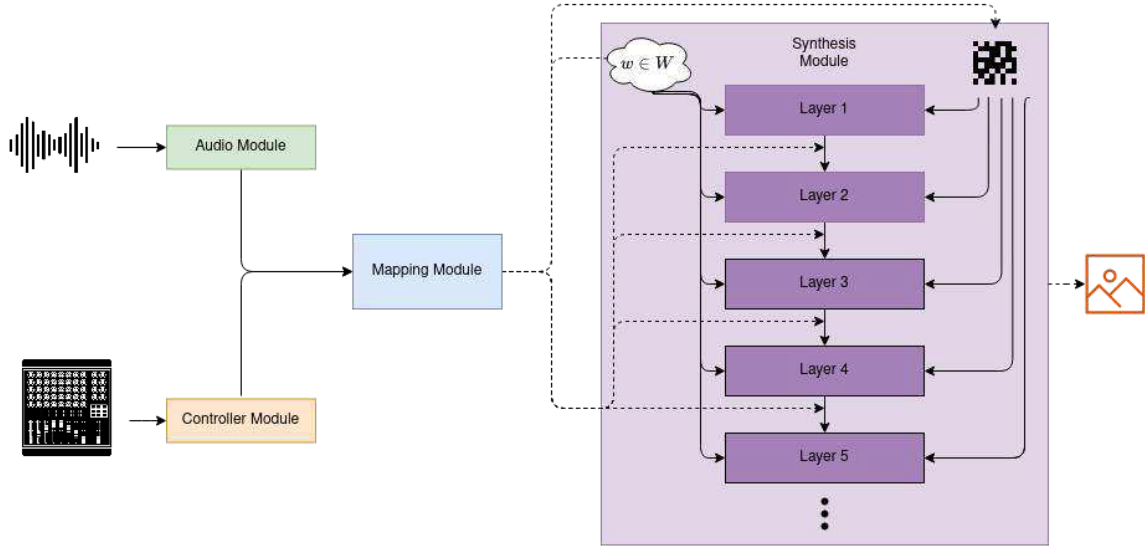 Synthesis
Module
w ∈ W
Layer 1
Audio Module
Layer 2
Mapping Module
Layer 3
Layer 4
Controller Module
Layer 5